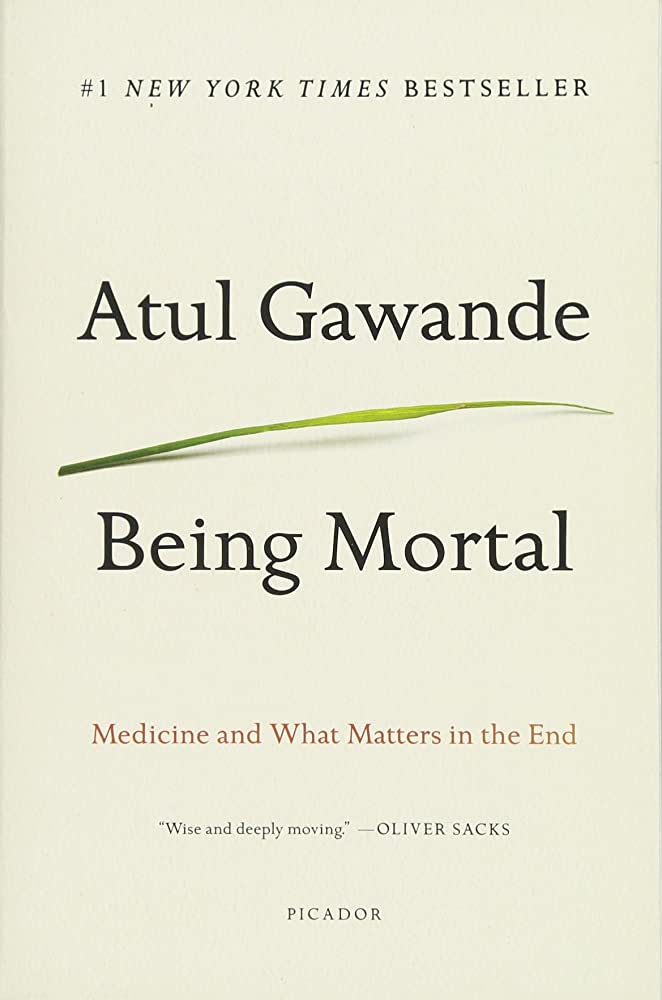 #1 NEW YORK TIMES BESTSELLER
Atul Gawande
Being Mortal
Medicine and What Matters in the End
“Wise and deeply moving.” —OLIVER SACKS
PICADOR